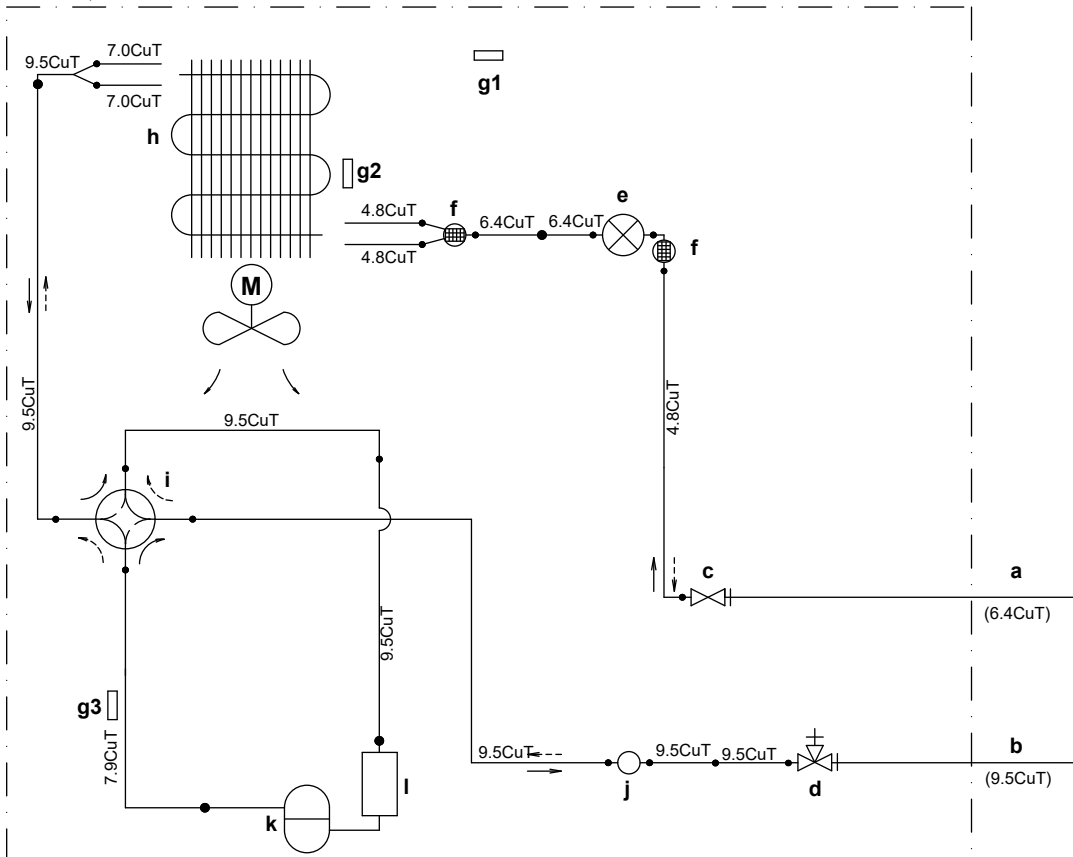 7.0CuT
9.5CuT
7.0CuT
g1
h
g2
e
4.8CuT
f
6.4CuT
6.4CuT
f
4.8CuT
M
9.5CuT
4.8CuT
9.5CuT
i
c
a
(6.4CuT)
9.5CuT
g3
7.9CuT
9.5CuT
9.5CuT
9.5CuT
b
l
j
d
(9.5CuT)
k